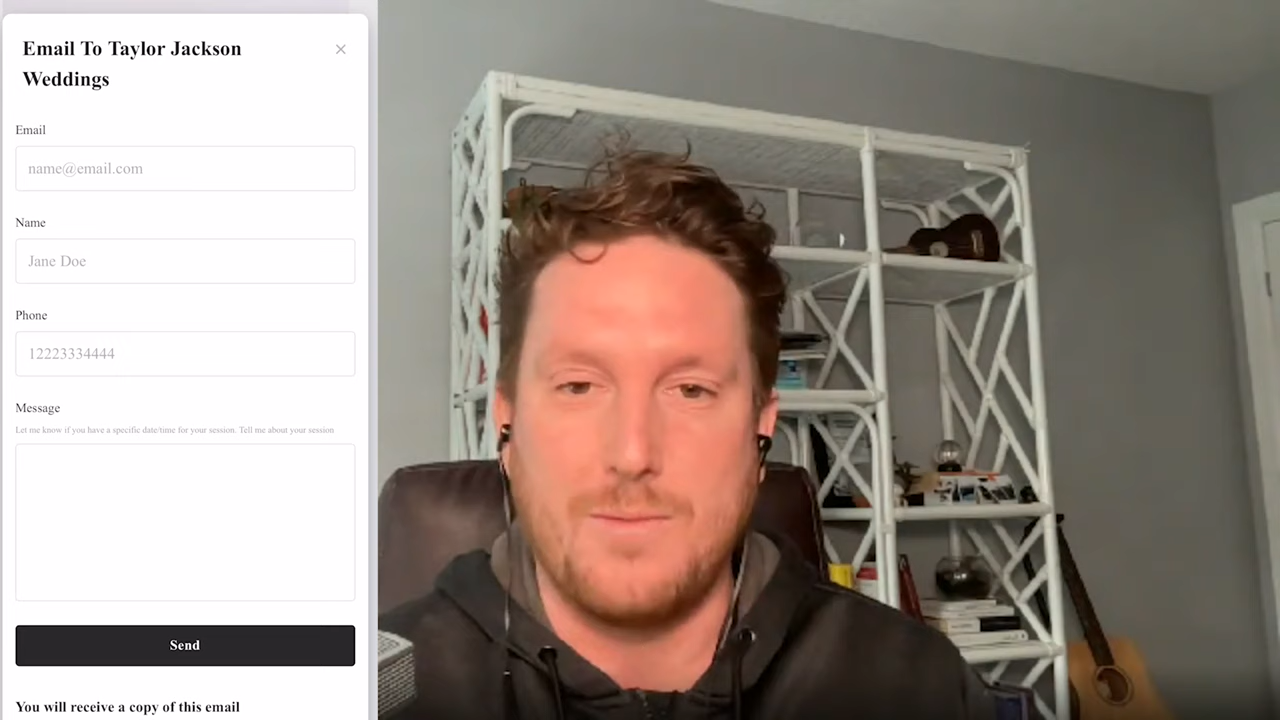 Email To Taylor Jackson
Weddings
Email
name@email.com
Name
Jane Doe
Phone
12223334444
Message
Let me know if you have a specific date/time for your session. Tell me about your session
Send
You will receive a copy of this email